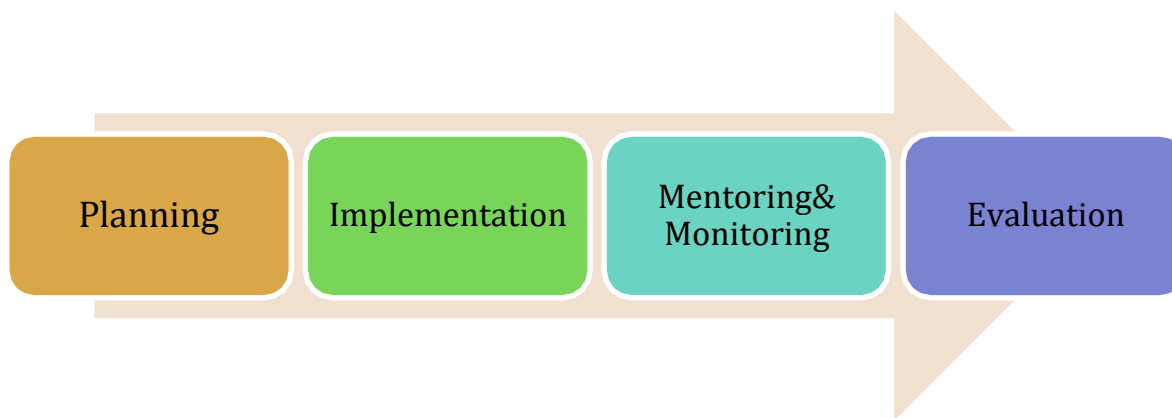 Planning
Implementation
Mentoring&
Monitoring
Evaluation